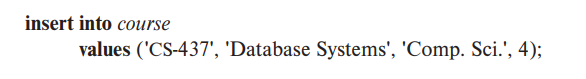 insert into course
values ('CS-437', 'Database Systems', 'Comp. Sci.', 4);